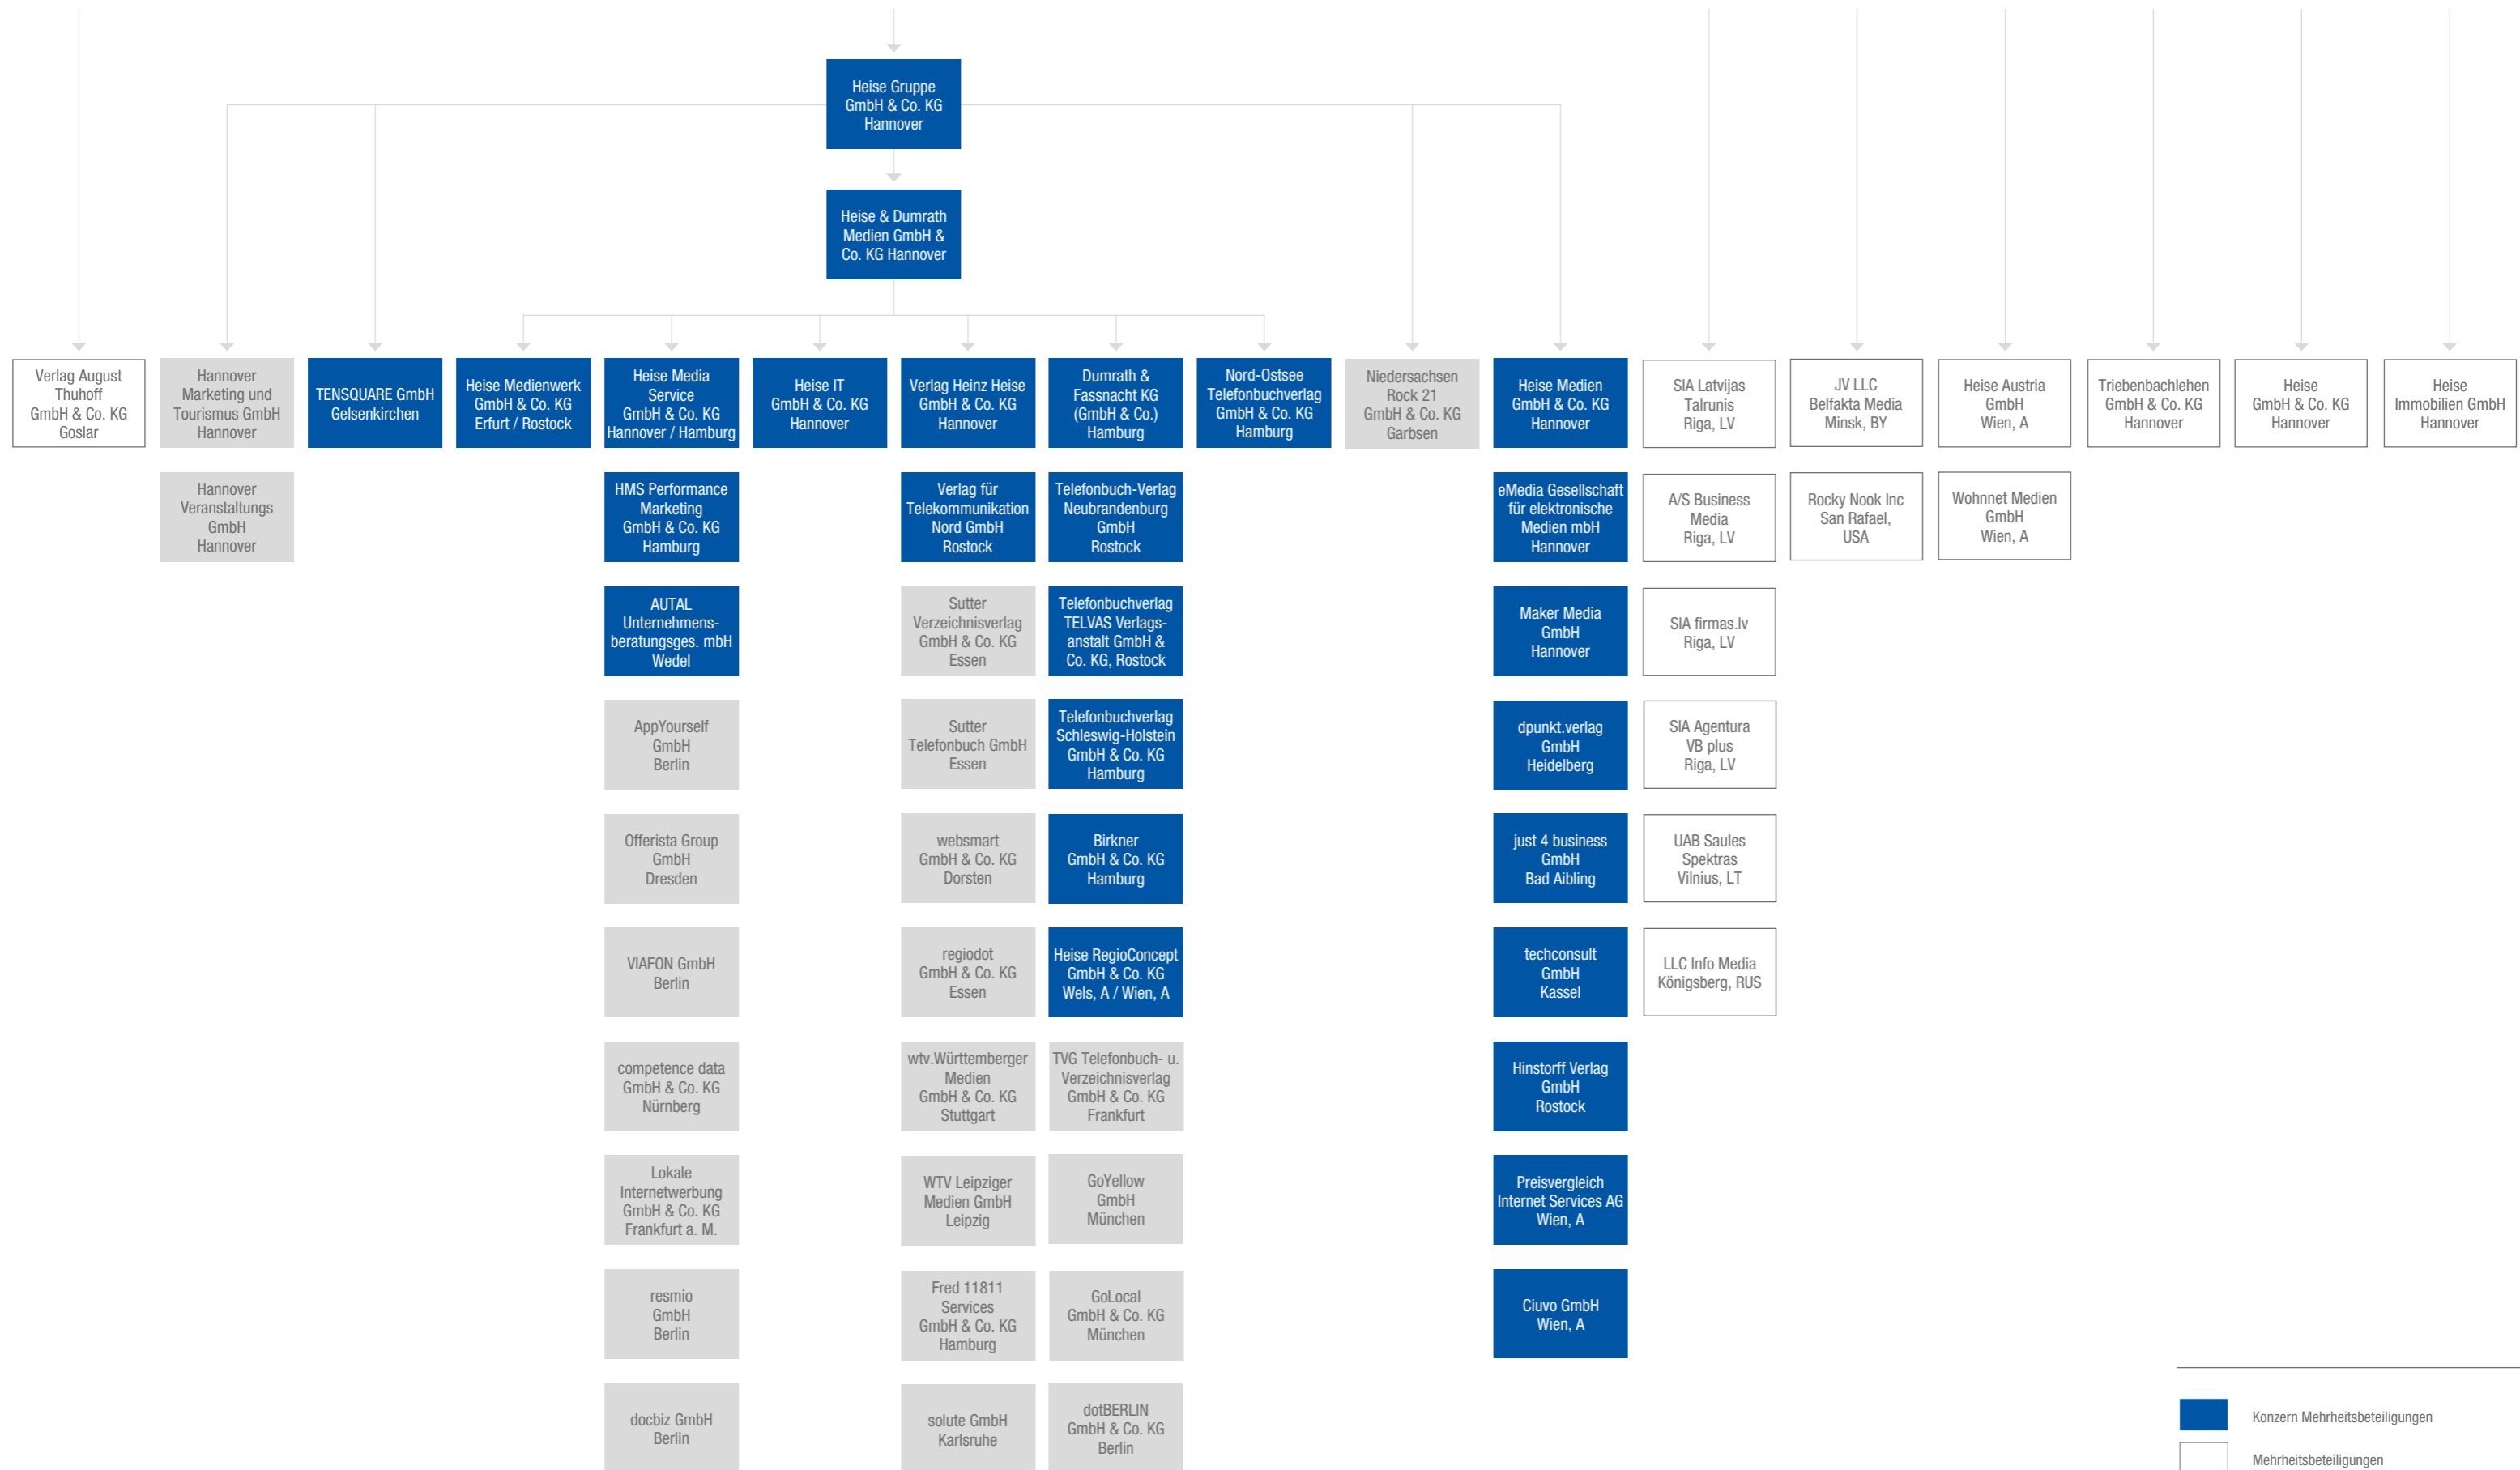 Heise Gruppe
GmbH & Co. KG
Hannover
Heise & Dumrath
Medien GmbH &
Co. KG Hannover
Verlag August
Thuhoff
GmbH & Co. KG
Goslar
Hannover
Marketing und
Tourismus GmbH
Hannover
TENSQUARE GmbH
Gelsenkirchen
Heise Medienwerk
GmbH & Co. KG
Erfurt / Rostock
Heise Media
Service
GmbH & Co. KG
Hannover / Hamburg
Heise IT
GmbH & Co. KG
Hannover
Verlag Heinz Heise
GmbH & Co. KG
Hannover
Dumrath &
Fassnacht KG
(GmbH & Co.)
Hamburg
Nord-Ostsee
Telefonbuchverlag
GmbH & Co. KG
Hamburg
Niedersachsen
Rock 21
GmbH & Co. KG
Garbsen
Heise Medien
GmbH & Co. KG
Hannover
SIA Latvijas
Talrunis
Riga, LV
JV LLC
Belfakta Media
Minsk, BY
Heise Austria
GmbH
Wien, A
Triebenbachlehen
GmbH & Co. KG
Hannover
Heise
GmbH & Co. KG
Hannover
Heise
Immobilien GmbH
Hannover
Hannover
Veranstaltungs
GmbH
Hannover
HMS Performance
Marketing
GmbH & Co. KG
Hamburg
Verlag für
Telekommunikation
Nord GmbH
Rostock
Telefonbuch-Verlag
Neubrandenburg
GmbH
Rostock
eMedia Gesellschaft
für elektronische
Medien mbH
Hannover
A/S Business
Media
Riga, LV
Rocky Nook Inc
San Rafael,
USA
Wohnnet Medien
GmbH
Wien, A
AUTAL
Unternehmens-
beratungsges. mbH
Wedel
Sutter
Verzeichnisverlag
GmbH & Co. KG
Essen
Telefonbuchverlag
TELVAS Verlags-
anstalt GmbH &
Co. KG, Rostock
Maker Media
GmbH
Hannover
SIA firmas.lv
Riga, LV
AppYourself
GmbH
Berlin
Sutter
Telefonbuch GmbH
Essen
Telefonbuchverlag
Schleswig-Holstein
GmbH & Co. KG
Hamburg
dpunkt.verlag
GmbH
Heidelberg
SIA Agentura
VB plus
Riga, LV
Offerista Group
GmbH
Dresden
websmart
GmbH & Co. KG
Dorsten
Birkner
GmbH & Co. KG
Hamburg
just 4 business
GmbH
Bad Aibling
UAB Saules
Spektras
Vilnius, LT
VIAFON GmbH
Berlin
regiodot
GmbH & Co. KG
Essen
Heise RegioConcept
GmbH & Co. KG
Wels, A / Wien, A
techconsult
GmbH
Kassel
LLC Info Media
Königsberg, RUS
competence data
GmbH & Co. KG
Nürnberg
wtv.Württemberger
Medien
GmbH & Co. KG
Stuttgart
TVG Telefonbuch- u.
Verzeichnisverlag
GmbH & Co. KG
Frankfurt
Hinstorff Verlag
GmbH
Rostock
Lokale
Internetwerbung
GmbH & Co. KG
Frankfurt a. M.
WTV Leipziger
Medien GmbH
Leipzig
GoYellow
GmbH
München
Preisvergleich
Internet Services AG
Wien, A
resmio
GmbH
Berlin
Fred 11811
Services
GmbH & Co. KG
Hamburg
GoLocal
GmbH & Co. KG
München
Ciuvo GmbH
Wien, A
docbiz GmbH
Berlin
solute GmbH
Karlsruhe
dotBERLIN
GmbH & Co. KG
Berlin
Konzern Mehrheitsbeteiligungen
Mehrheitsbeteiligungen